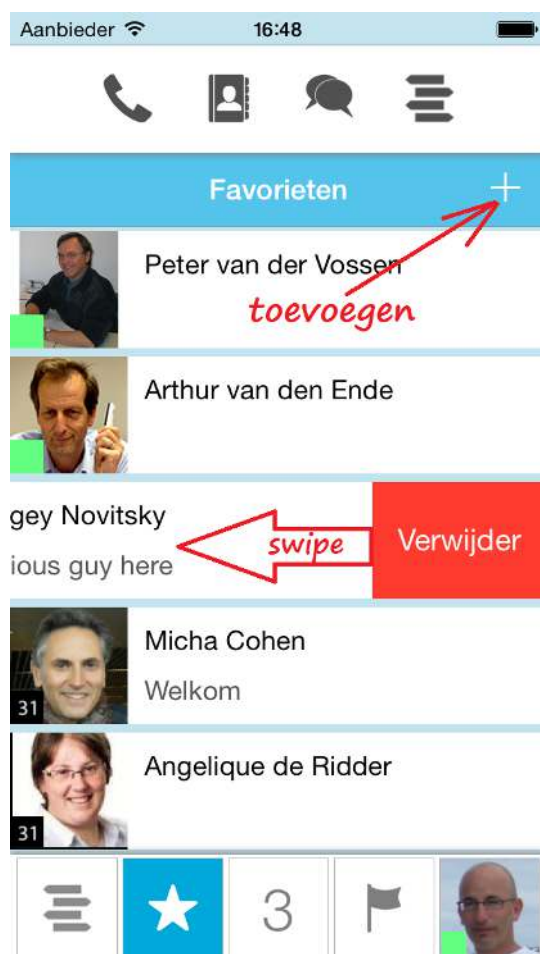 Aanbieder 16:48
Favorieten +
Peter van der Vossen
toevoegen
Arthur van den Ende
gey Novitsky
swipe
Verwijder
ious guy here
Micha Cohen
Welkom
31
Angelique de Ridder
31
3